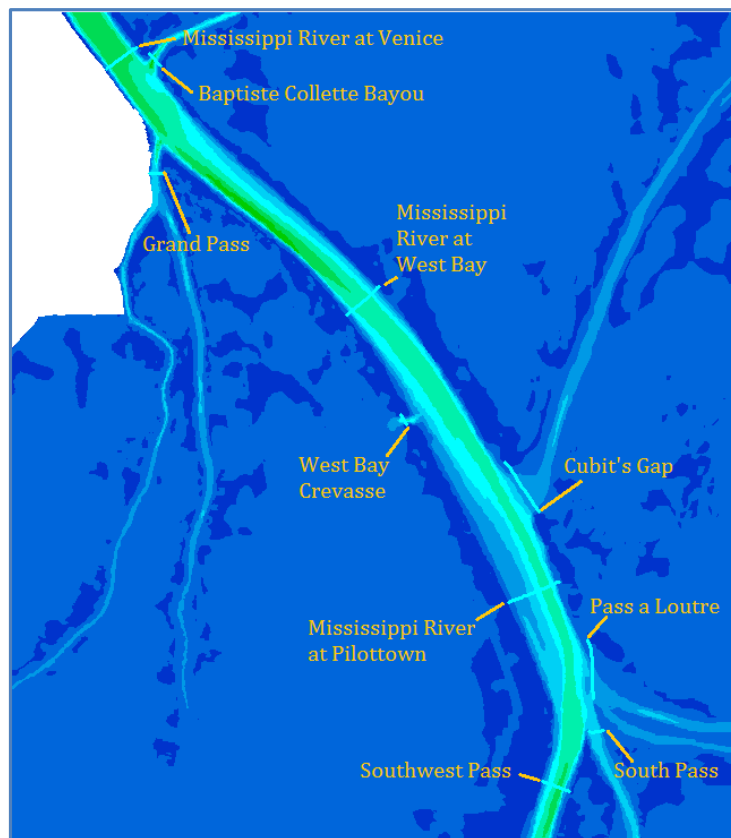 Mississippi River at Venice
Baptiste Collette Bayou
Grand Pass
Mississippi
River at
West Bay
West Bay
Crevasse
Cubit's Gap
Pass a Loutre
Mississippi River
at Pilottown
Southwest Pass
South Pass